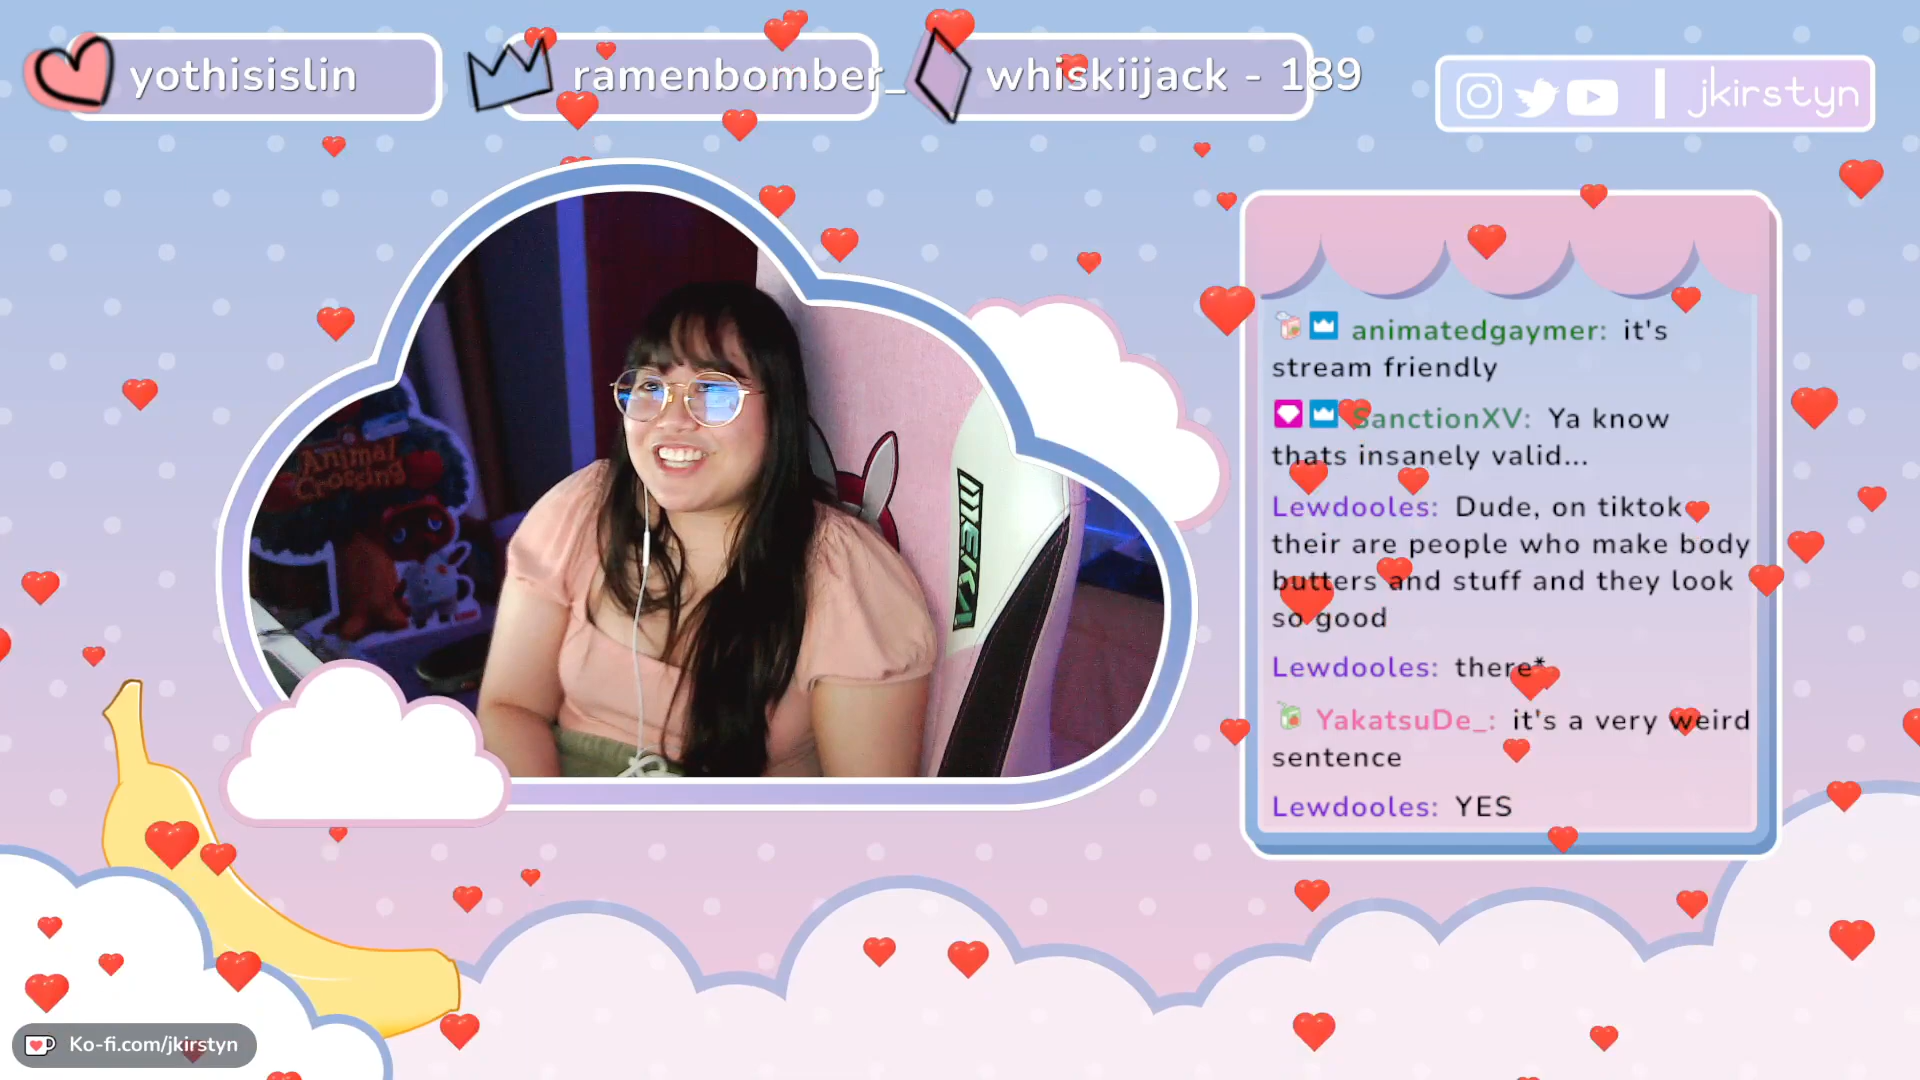 yothisislin
ramenbomber_
whiskiijack - 189
jkirstyn
Animal
Crossing
MEKA
animatedgaymer: it's
stream friendly
SanctionXV: Ya know
thats insanely valid...
Lewdooles: Dude, on tiktok
their are people who make body
butters and stuff and they look
so good
Lewdooles: there*
YakatsuDe_: it's a very weird
sentence
Lewdooles: YES
Ko-fi.com/jkirstyn